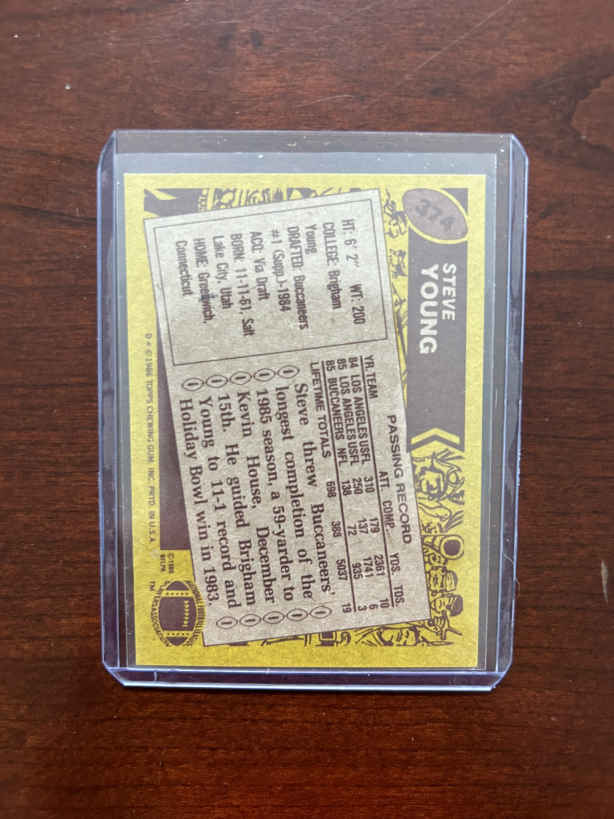 374
STEVE
YOUNG
HT: 6' 2" WT: 200
COLLEGE: Brigham
Young
DRAFTED: Buccaneers
#1 (Supp.)-1984
ACQ: Via Draft
BORN: 11-11-61, Salt
Lake City, Utah
HOME: Greenwich,
Connecticut
PASSING RECORD
YR. TEAM ATT. COMP. YDS. TDS.
84 LOS ANGELES USFL 310 179 2361 10
85 LOS ANGELES USFL 250 137 1741 6
85 BUCCANEERS NFL 138 72 935 3
LIFETIME TOTALS 698 388 5037 19
Steve threw Buccaneers'
longest completion of the
1985 season, a 59-yarder to
Kevin House, December
15th. He guided Brigham
Young to 11-1 record and
Holiday Bowl win in 1983.
D* © 1986 TOPPS CHEWING GUM, INC. PRTD. IN U.S.A.
© 1986
NFLPA
TM